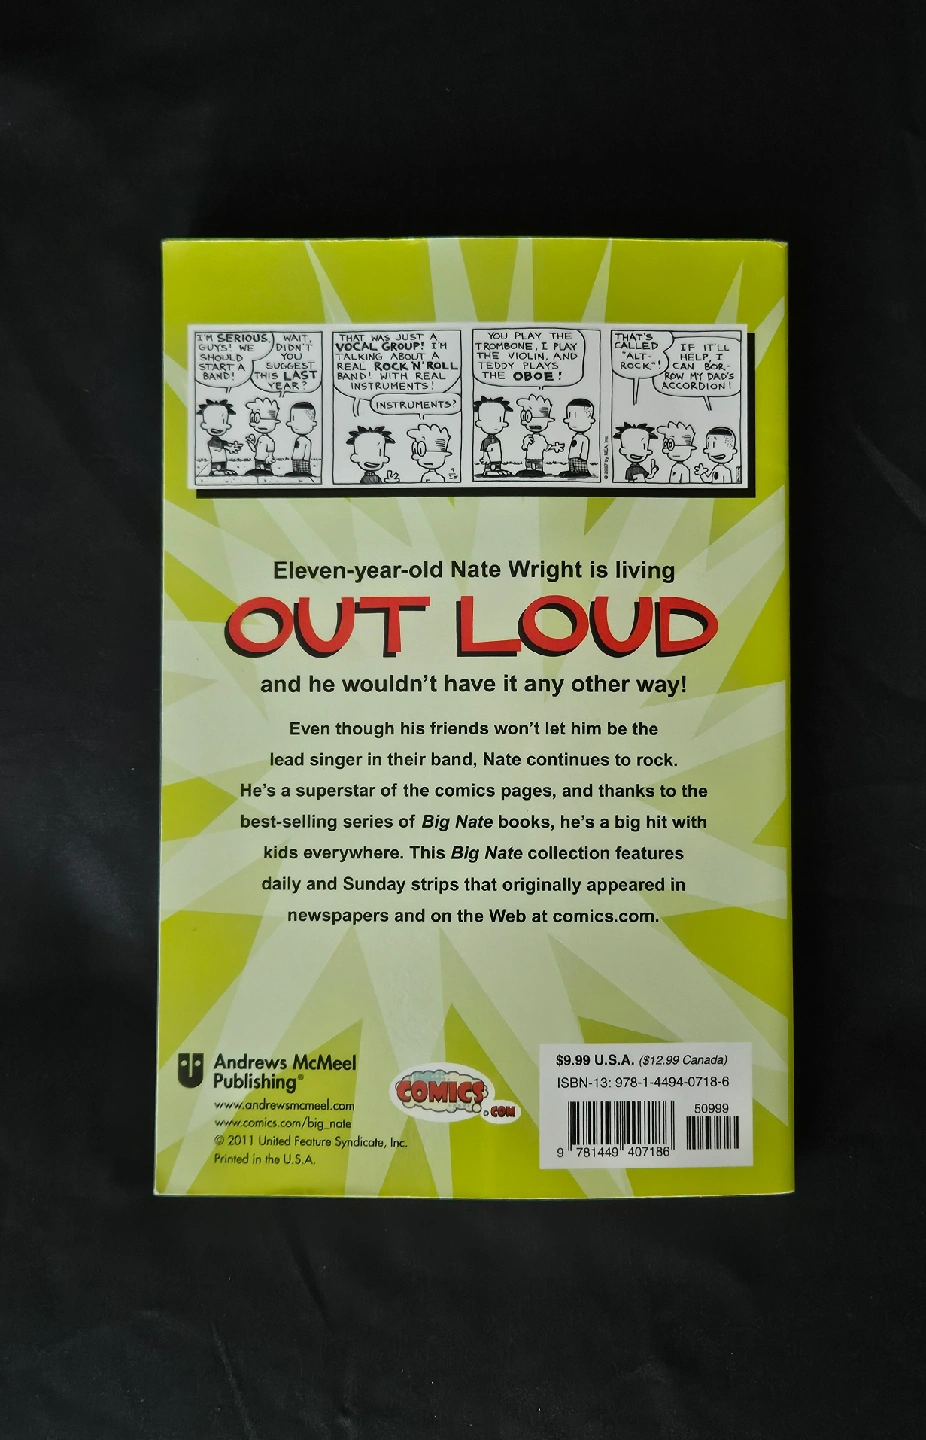 I'M SERIOUS,
GUYS! WE
SHOULD
START A
BAND!
WAIT,
DIDN'T
YOU
SUGGEST
THIS LAST
YEAR?
THAT WAS JUST A
VOCAL GROUP! I'M
TALKING ABOUT A
REAL ROCK'N'ROLL
BAND! WITH REAL
INSTRUMENTS!
INSTRUMENTS?
YOU PLAY THE
TROMBONE, I PLAY
THE VIOLIN, AND
TEDDY PLAYS
THE OBOE!
THAT'S
CALLED
"ALT-
ROCK"!
IF IT'LL
HELP, I
CAN BOR-
ROW MY DAD'S
ACCORDION!
Eleven-year-old Nate Wright is living
OUT LOUD
and he wouldn't have it any other way!
Even though his friends won't let him be the
lead singer in their band, Nate continues to rock.
He's a superstar of the comics pages, and thanks to the
best-selling series of Big Nate books, he's a big hit with
kids everywhere. This Big Nate collection features
daily and Sunday strips that originally appeared in
newspapers and on the Web at comics.com.
Andrews McMeel
Publishing®
www.andrewsmcmeel.com
www.comics.com/big_nate
© 2011 United Feature Syndicate, Inc.
Printed in the U.S.A.
COMICS
.COM
$9.99 U.S.A. ($12.99 Canada)
ISBN-13: 978-1-4494-0718-6
50999
9 781449 407186